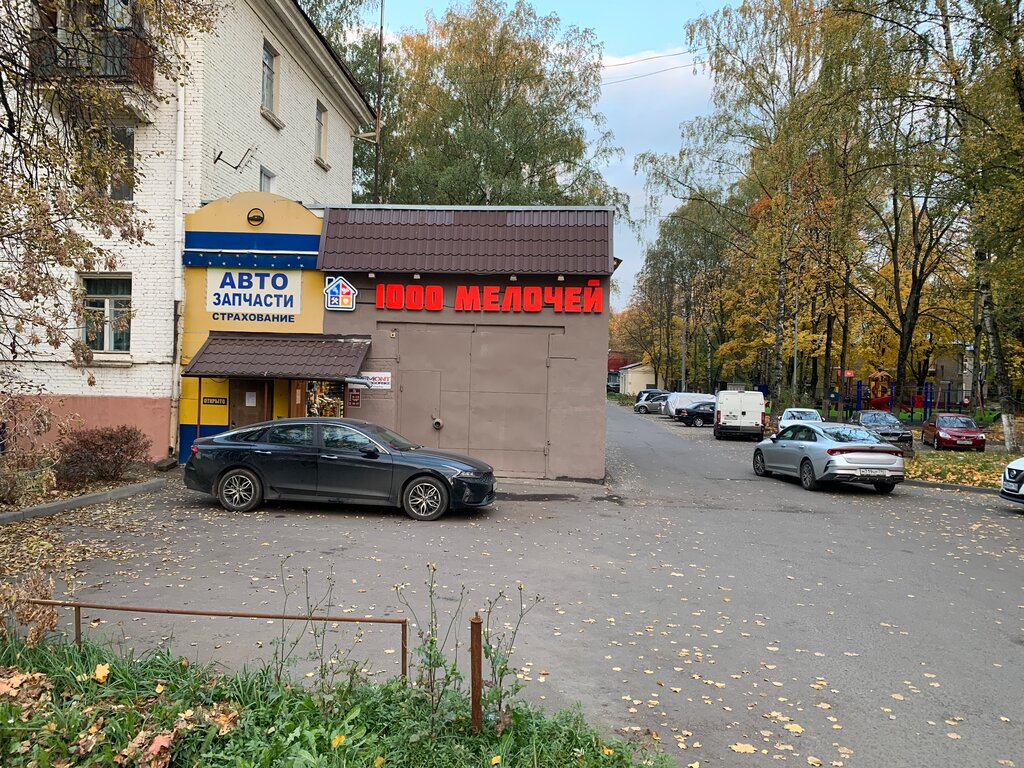 АВТО
ЗАПЧАСТИ
СТРАХОВАНИЕ
1000 МЕЛОЧЕЙ
ОТКРЫТО